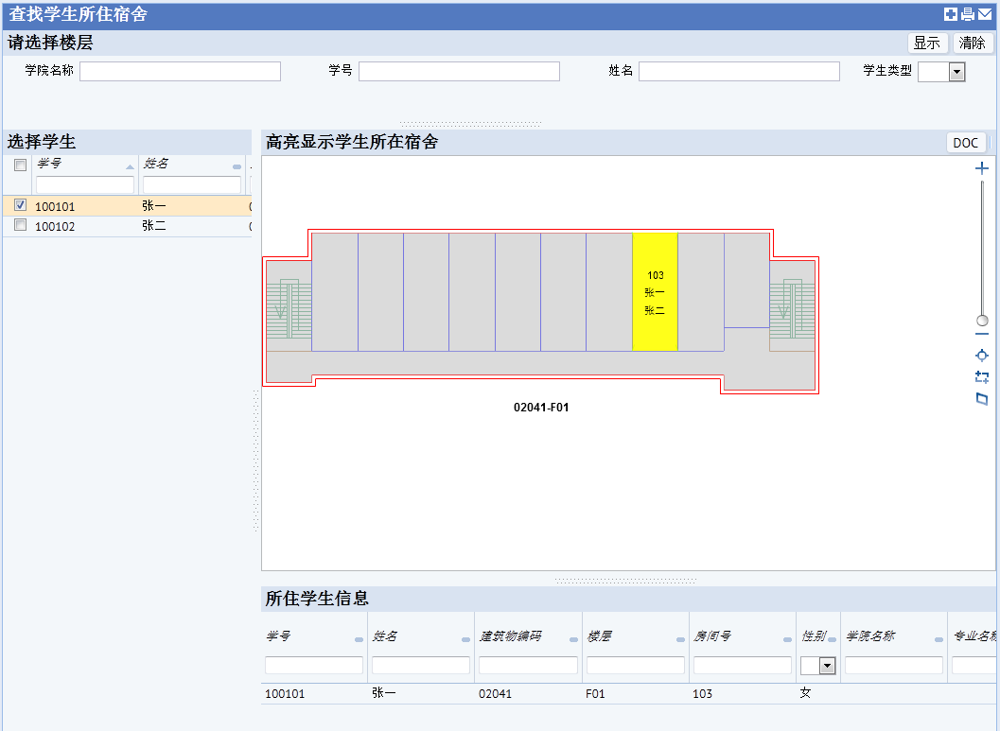 查找学生所住宿舍
请选择楼层 显示 清除
学院名称 学号 姓名 学生类型
选择学生
学号 姓名
100101 张一
100102 张二
高亮显示学生所在宿舍 DOC
103
张一
张二
02041-F01
所住学生信息
学号 姓名 建筑物编码 楼层 房间号 性别 学院名称 专业名称
100101 张一 02041 F01 103 女